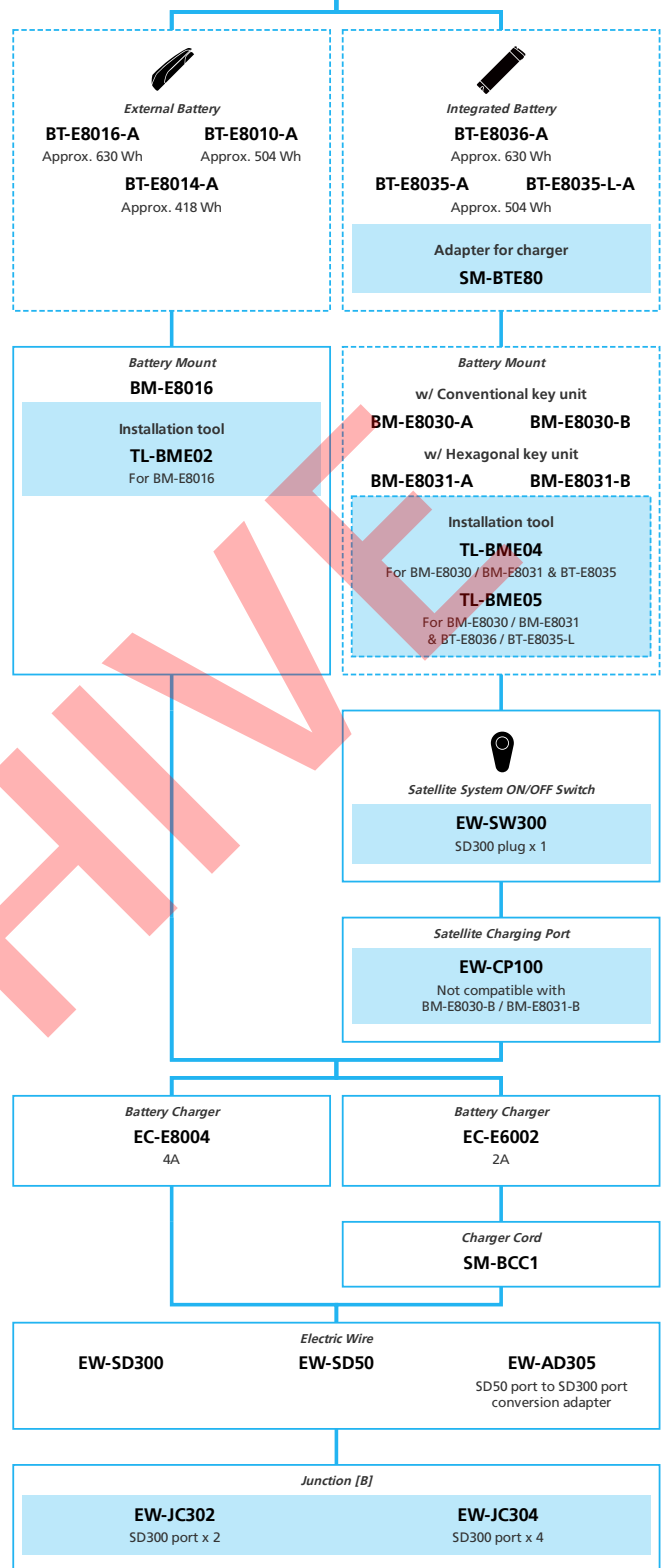 External Battery
BT-E8016-A
BT-E8010-A
Approx. 630 Wh
Approx. 504 Wh
BT-E8014-A
Approx. 418 Wh
Integrated Battery
BT-E8036-A
Approx. 630 Wh
BT-E8035-A
BT-E8035-L-A
Approx. 504 Wh
Adapter for charger
SM-BTE80
Battery Mount
BM-E8016
Installation tool
TL-BME02
For BM-E8016
Battery Mount
w/ Conventional key unit
BM-E8030-A
BM-E8030-B
w/ Hexagonal key unit
BM-E8031-A
BM-E8031-B
Installation tool
TL-BME04
For BM-E8030 / BM-E8031 & BT-E8035
TL-BME05
For BM-E8030 / BM-E8031
& BT-E8036 / BT-E8035-L
Satellite System ON/OFF Switch
EW-SW300
SD300 plug x 1
Satellite Charging Port
EW-CP100
Not compatible with
BM-E8030-B / BM-E8031-B
Battery Charger
EC-E8004
4A
Battery Charger
EC-E6002
2A
Charger Cord
SM-BCC1
Electric Wire
EW-SD300
EW-SD50
EW-AD305
SD50 port to SD300 port
conversion adapter
Junction [B]
EW-JC302
SD300 port x 2
EW-JC304
SD300 port x 4
HIVE